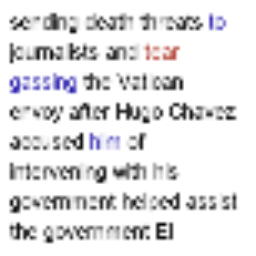 sending death threats to
journalists and tear
gassing the Vatican
envoy after Hugo Chavez
accused him of
intervening with his
government helped assist
the government El